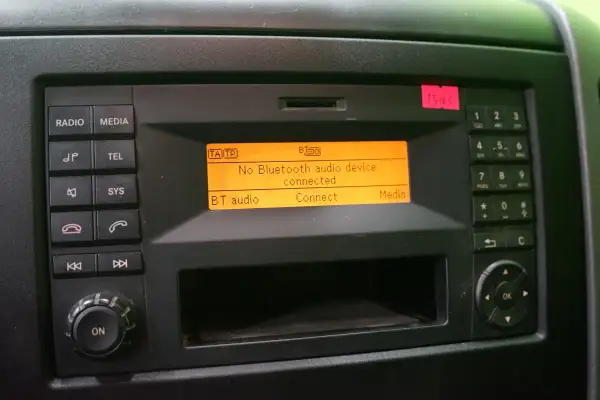 RADIO MEDIA
TEL
SYS
ON
TA TP
No Bluetooth audio device
connected
BT audio Connect Media
1 2 3
4 5 6
7 8 9
* 0 #
C
OK